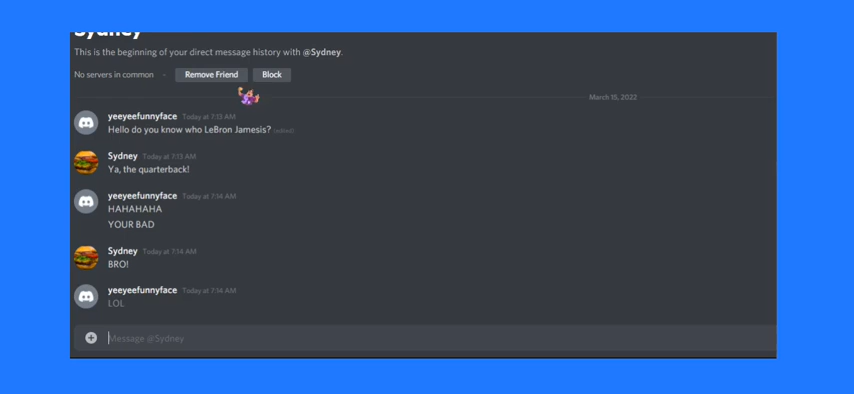 Sydney
This is the beginning of your direct message history with @Sydney.
No servers in common - Remove Friend Block
March 15, 2022
yeeyeefunnyface Today at 7:13 AM
Hello do you know who LeBron Jamesis? (edited)
Sydney Today at 7:13 AM
Ya, the quarterback!
yeeyeefunnyface Today at 7:14 AM
HAHAHAHA
YOUR BAD
Sydney Today at 7:14 AM
BRO!
yeeyeefunnyface Today at 7:14 AM
LOL
Message @Sydney